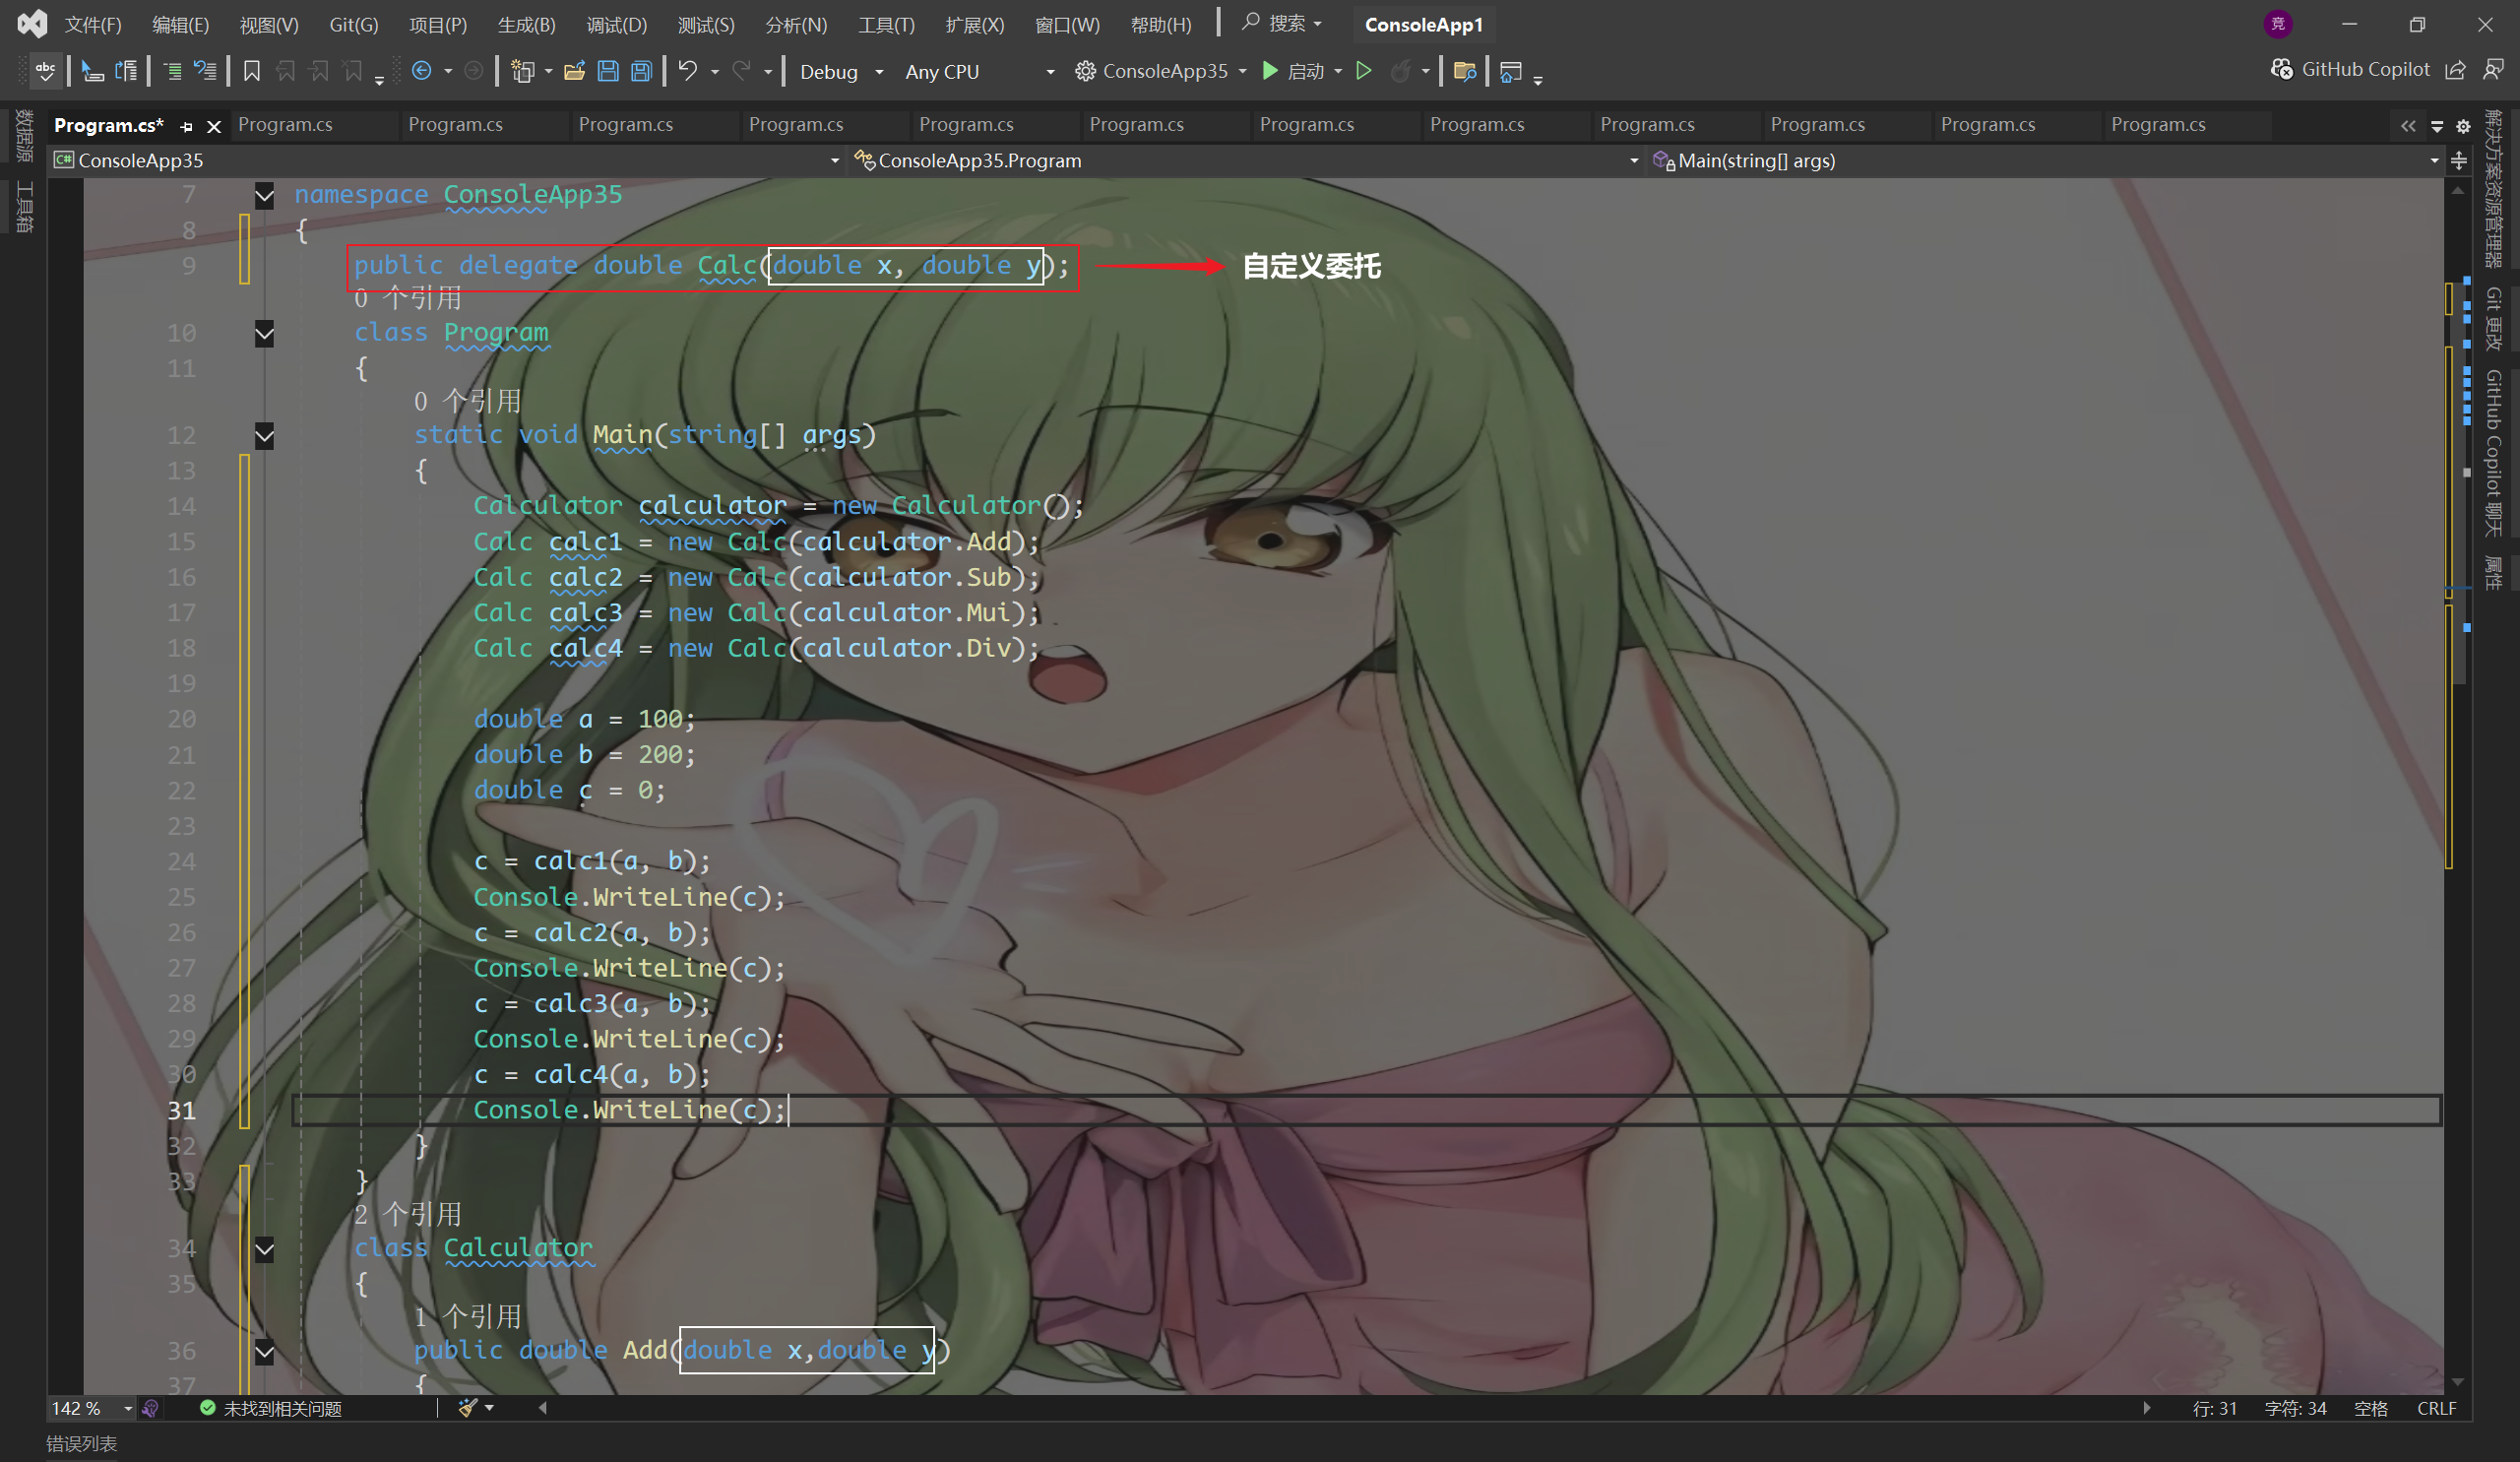 文件(F) 编辑(E) 视图(V) Git(G) 项目(P) 生成(B) 调试(D) 测试(S) 分析(N) 工具(T) 扩展(X) 窗口(W) 帮助(H) 搜索 ConsoleApp1 竞
abc Debug Any CPU ConsoleApp35 启动 GitHub Copilot
数据源
工具箱
Program.cs* Program.cs Program.cs Program.cs Program.cs Program.cs Program.cs Program.cs Program.cs Program.cs Program.cs Program.cs Program.cs
C# ConsoleApp35 ConsoleApp35.Program Main(string[] args)
7 namespace ConsoleApp35
8 {
9 public delegate double Calc(double x, double y); 自定义委托
0 个引用
10 class Program
11 {
0 个引用
12 static void Main(string[] args)
13 {
14 Calculator calculator = new Calculator();
15 Calc calc1 = new Calc(calculator.Add);
16 Calc calc2 = new Calc(calculator.Sub);
17 Calc calc3 = new Calc(calculator.Mui);
18 Calc calc4 = new Calc(calculator.Div);
19
20 double a = 100;
21 double b = 200;
22 double c = 0;
23
24 c = calc1(a, b);
25 Console.WriteLine(c);
26 c = calc2(a, b);
27 Console.WriteLine(c);
28 c = calc3(a, b);
29 Console.WriteLine(c);
30 c = calc4(a, b);
31 Console.WriteLine(c);
32 }
33 }
2 个引用
34 class Calculator
35 {
1 个引用
36 public double Add(double x,double y)
37 {
解决方案资源管理器
Git 更改
GitHub Copilot 聊天
属性
142 % 未找到相关问题 行: 31 字符: 34 空格 CRLF
错误列表